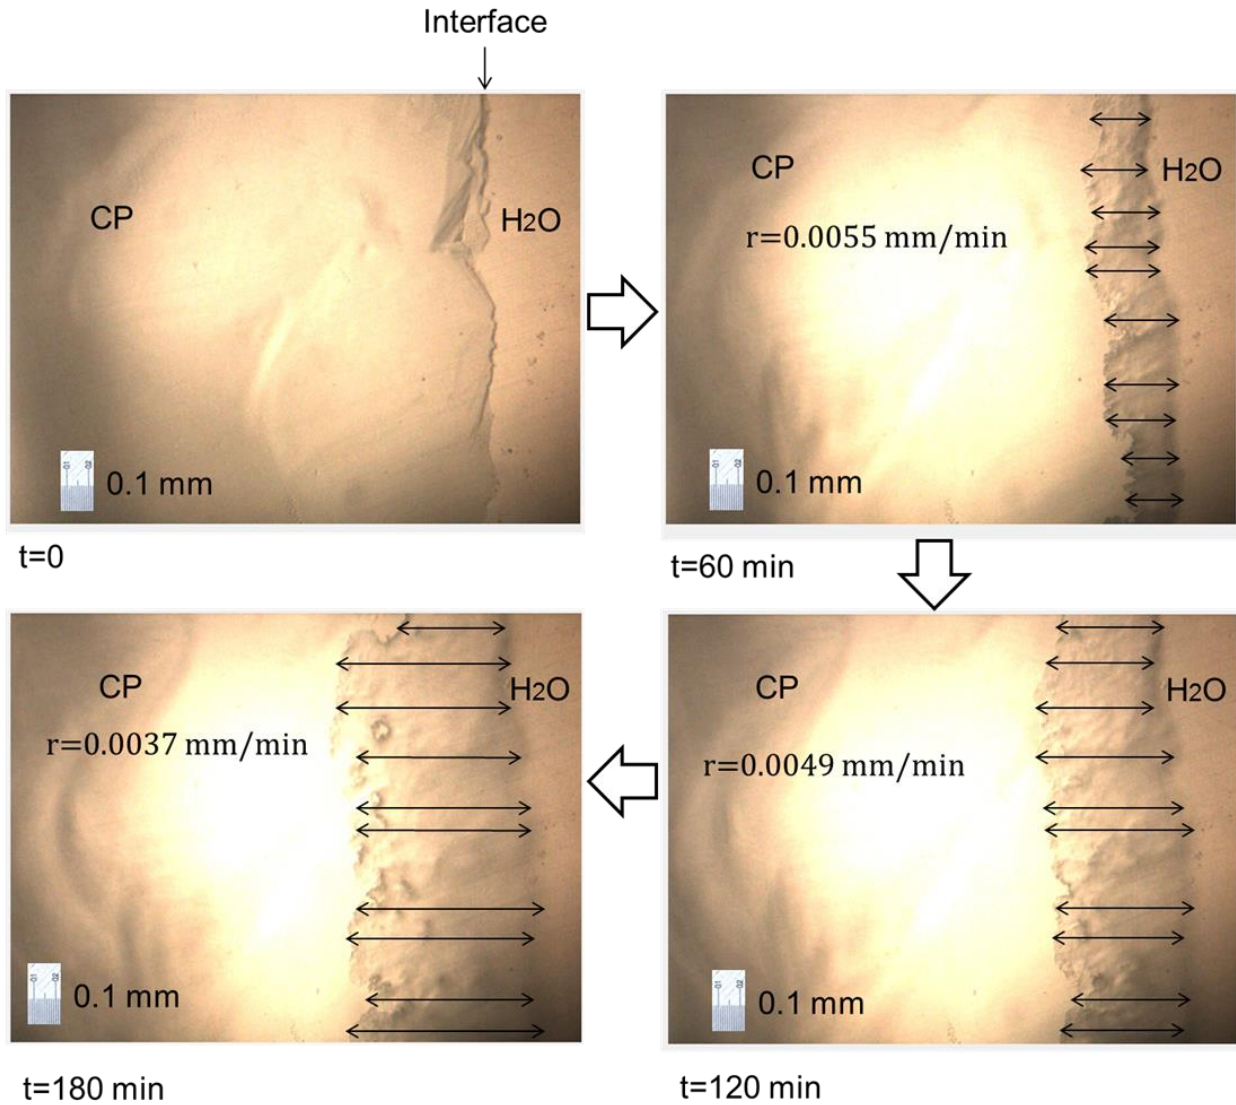 Interface
CP
H2O
0.1 mm
t=0
CP
H2O
r=0.0055 mm/min
0.1 mm
t=60 min
CP
H2O
r=0.0037 mm/min
0.1 mm
t=180 min
CP
H2O
r=0.0049 mm/min
0.1 mm
t=120 min